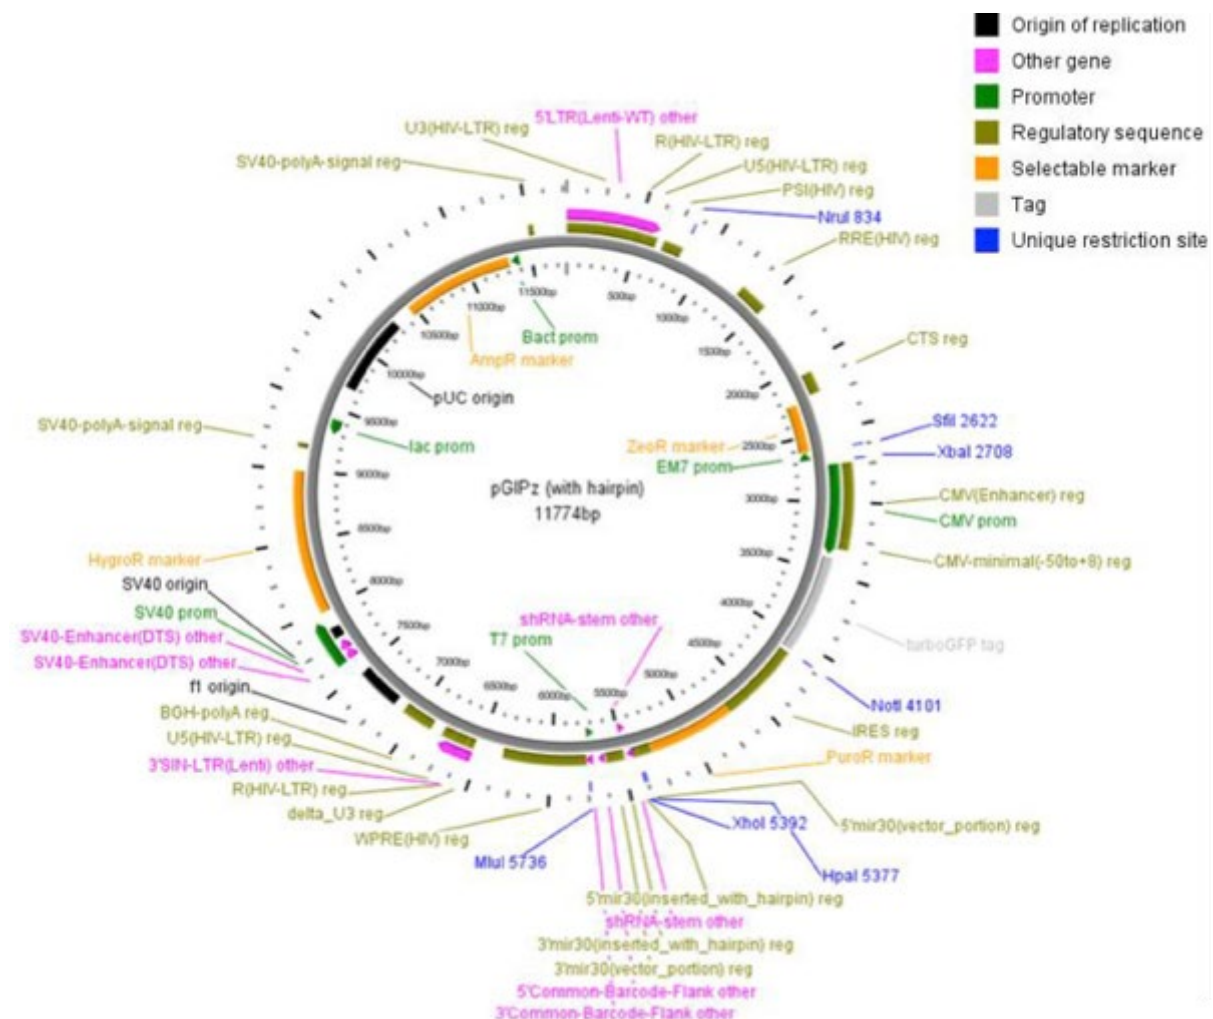 Origin of replication
Other gene
Promoter
Regulatory sequence
Selectable marker
Tag
Unique restriction site
5'LTR(Lenti-WT) other
U3(HIV-LTR) reg
R(HIV-LTR) reg
SV40-polyA-signal reg
U5(HIV-LTR) reg
PSI(HIV) reg
NruI 834
RRE(HIV) reg
CTS reg
SfiI 2622
XbaI 2708
CMV(Enhancer) reg
CMV prom
CMV-minimal(-50to+8) reg
turboGFP tag
NotI 4101
IRES reg
PuroR marker
5'mir30(vector_portion) reg
XhoI 5392
HpaI 5377
5'mir30(inserted_with_hairpin) reg
shRNA-stem other
3'mir30(inserted_with_hairpin) reg
3'mir30(vector_portion) reg
5'Common-Barcode-Flank other
3'Common-Barcode-Flank other
MluI 5736
WPRE(HIV) reg
delta_U3 reg
R(HIV-LTR) reg
3'SIN-LTR(Lenti) other
U5(HIV-LTR) reg
BGH-polyA reg
f1 origin
SV40-Enhancer(DTS) other
SV40-Enhancer(DTS) other
SV40 prom
SV40 origin
HygroR marker
SV40-polyA-signal reg
Bact prom
AmpR marker
pUC origin
lac prom
ZeoR marker
EM7 prom
pGIPz (with hairpin)
11774bp
shRNA-stem other
T7 prom
500bp
1000bp
1500bp
2000bp
2500bp
3000bp
3500bp
4000bp
4500bp
5000bp
5500bp
6000bp
6500bp
7000bp
7500bp
8000bp
8500bp
9000bp
9500bp
10000bp
10500bp
11000bp
11500bp